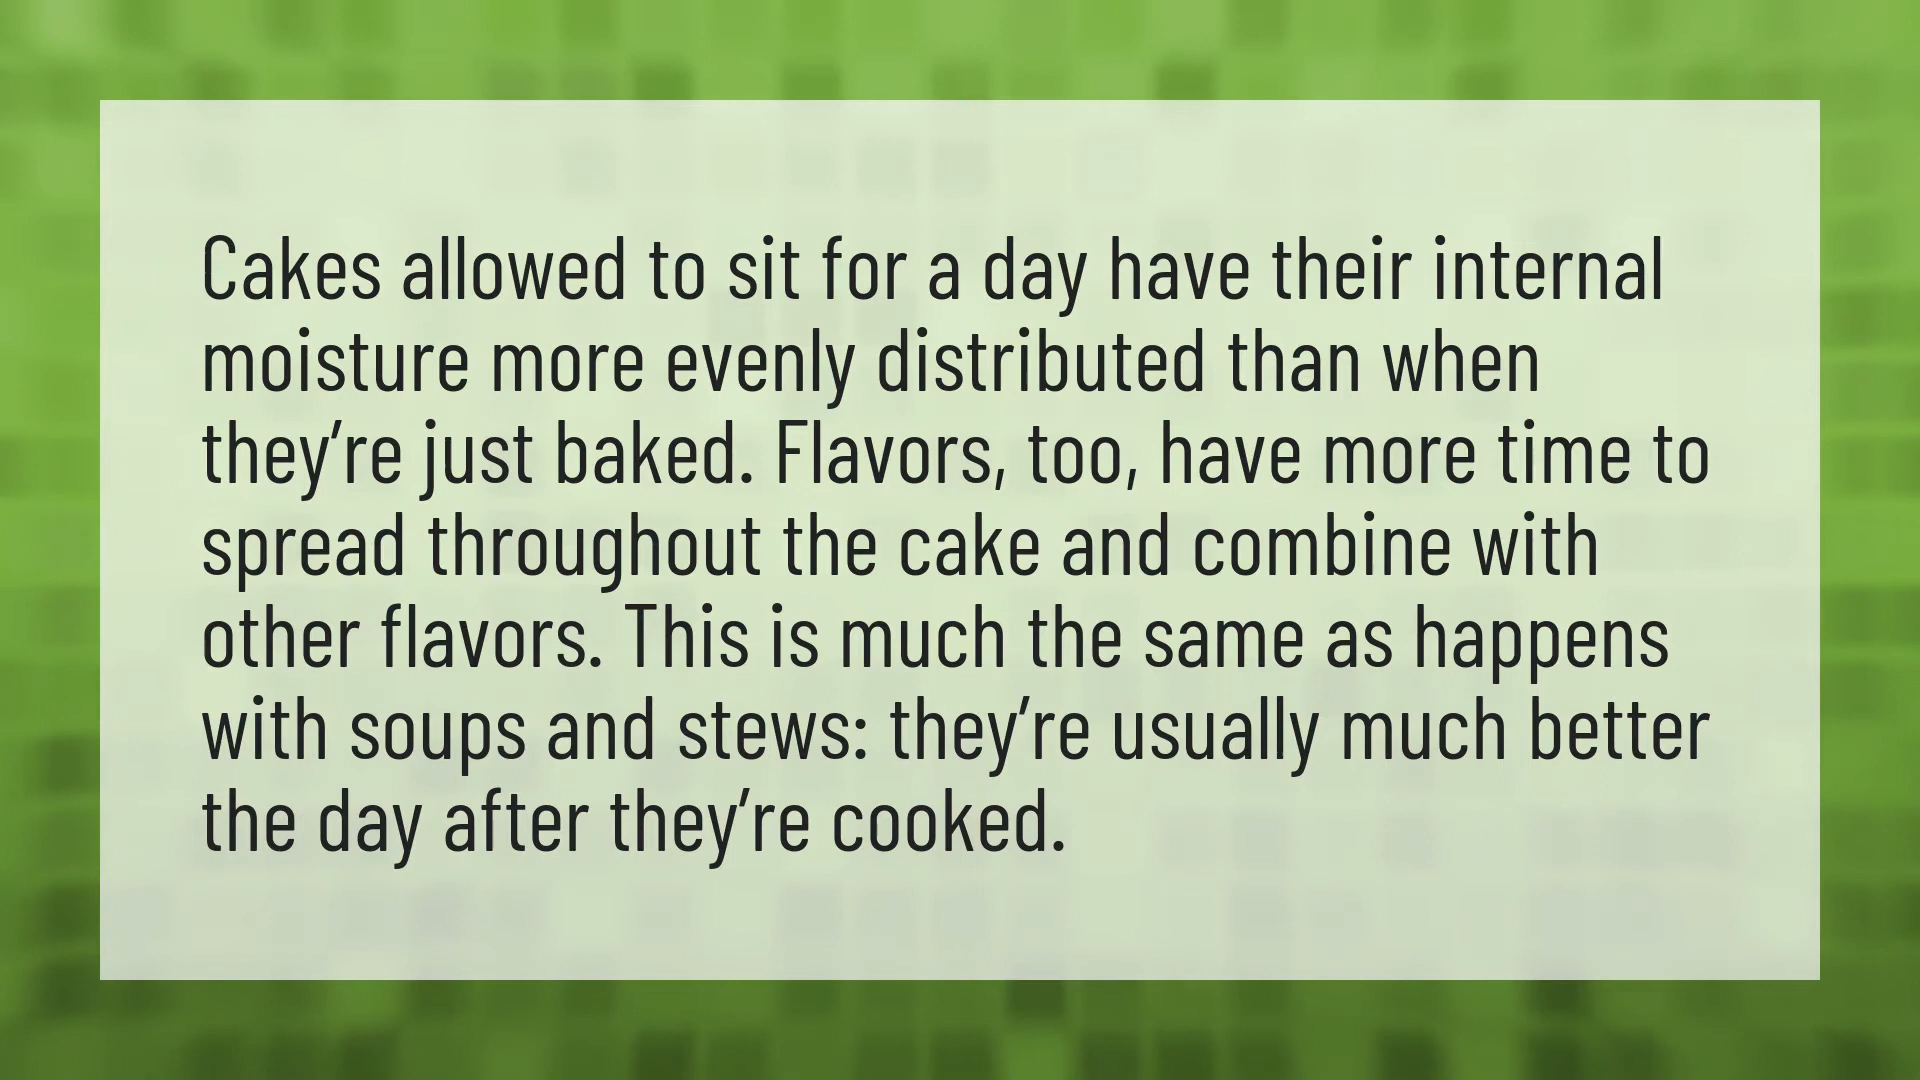 Cakes allowed to sit for a day have their internal
moisture more evenly distributed than when
they’re just baked. Flavors, too, have more time to
spread throughout the cake and combine with
other flavors. This is much the same as happens
with soups and stews: they’re usually much better
the day after they’re cooked.